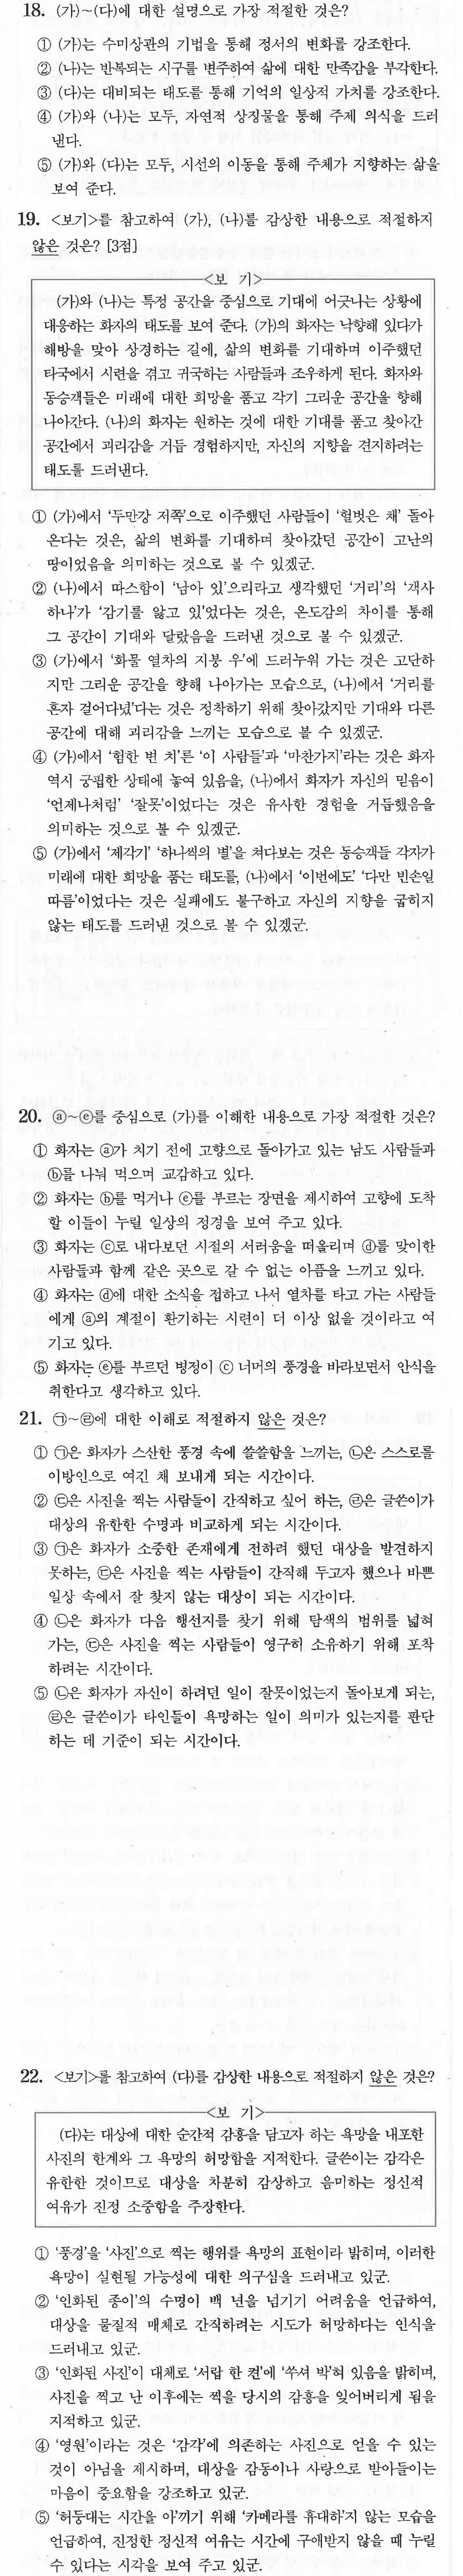 18. (가)~(다)에 대한 설명으로 가장 적절한 것은?
① (가)는 수미상관의 기법을 통해 정서의 변화를 강조한다.
② (나)는 반복되는 시구를 변주하여 삶에 대한 만족감을 부각한다.
③ (다)는 대비되는 태도를 통해 기억의 일상적 가치를 강조한다.
④ (가)와 (나)는 모두, 자연적 상징물을 통해 주제 의식을 드러
낸다.
⑤ (가)와 (다)는 모두, 시선의 이동을 통해 주체가 지향하는 삶을
보여 준다.
19. <보기>를 참고하여 (가), (나)를 감상한 내용으로 적절하지
않은 것은? [3점]
<보 기>
(가)와 (나)는 특정 공간을 중심으로 기대에 어긋나는 상황에
대응하는 화자의 태도를 보여 준다. (가)의 화자는 낙향해 있다가
해방을 맞아 상경하는 길에, 삶의 변화를 기대하며 이주했던
타국에서 시련을 겪고 귀국하는 사람들과 조우하게 된다. 화자와
동승객들은 미래에 대한 희망을 품고 각기 그리운 공간을 향해
나아간다. (나)의 화자는 원하는 것에 대한 기대를 품고 찾아간
공간에서 괴리감을 거듭 경험하지만, 자신의 지향을 견지하려는
태도를 드러낸다.
① (가)에서 ‘두만강 저쪽’으로 이주했던 사람들이 ‘헐벗은 채’ 돌아
온다는 것은, 삶의 변화를 기대하며 찾아갔던 공간이 고난의
땅이었음을 의미하는 것으로 볼 수 있겠군.
② (나)에서 따스함이 ‘남아 있’으리라고 생각했던 ‘거리’의 ‘객사
하나’가 ‘감기를 앓고 있’었다는 것은, 온도감의 차이를 통해
그 공간이 기대와 달랐음을 드러낸 것으로 볼 수 있겠군.
③ (가)에서 ‘화물 열차의 지붕 우’에 드러누워 가는 것은 고단하
지만 그리운 공간을 향해 나아가는 모습으로, (나)에서 ‘거리를
혼자 걸어다녔’다는 것은 정착하기 위해 찾아갔지만 기대와 다른
공간에 대해 괴리감을 느끼는 모습으로 볼 수 있겠군.
④ (가)에서 ‘험한 변 치’른 ‘이 사람들’과 ‘마찬가지’라는 것은 화자
역시 궁핍한 상태에 놓여 있음을, (나)에서 화자가 자신의 믿음이
‘언제나처럼’ ‘잘못’이었다는 것은 유사한 경험을 거듭했음을
의미하는 것으로 볼 수 있겠군.
⑤ (가)에서 ‘제각기’ ‘하나씩의 별’을 쳐다보는 것은 동승객들 각자가
미래에 대한 희망을 품는 태도를, (나)에서 ‘이번에도’ ‘다만 빈손일
따름’이었다는 것은 실패에도 불구하고 자신의 지향을 굽히지
않는 태도를 드러낸 것으로 볼 수 있겠군.
20. ⓐ~ⓔ를 중심으로 (가)를 이해한 내용으로 가장 적절한 것은?
① 화자는 ⓐ가 치기 전에 고향으로 돌아가고 있는 남도 사람들과
ⓑ를 나눠 먹으며 교감하고 있다.
② 화자는 ⓑ를 먹거나 ⓔ를 부르는 장면을 제시하여 고향에 도착
할 이들이 누릴 일상의 정경을 보여 주고 있다.
③ 화자는 ⓒ로 내다보던 시절의 서러움을 떠올리며 ⓓ를 맞이한
사람들과 함께 같은 곳으로 갈 수 없는 아픔을 느끼고 있다.
④ 화자는 ⓓ에 대한 소식을 접하고 나서 열차를 타고 가는 사람들
에게 ⓐ의 계절이 환기하는 시련이 더 이상 없을 것이라고 여
기고 있다.
⑤ 화자는 ⓔ를 부르던 병정이 ⓒ 너머의 풍경을 바라보면서 안식을
취한다고 생각하고 있다.
21. ㉠~㉣에 대한 이해로 적절하지 않은 것은?
① ㉠은 화자가 스산한 풍경 속에 쓸쓸함을 느끼는, ㉡은 스스로를
이방인으로 여긴 채 보내게 되는 시간이다.
② ㉢은 사진을 찍는 사람들이 간직하고 싶어 하는, ㉣은 글쓴이가
대상의 유한한 수명과 비교하게 되는 시간이다.
③ ㉠은 화자가 소중한 존재에게 전하려 했던 대상을 발견하지
못하는, ㉢은 사진을 찍는 사람들이 간직해 두고자 했으나 바쁜
일상 속에서 잘 찾지 않는 대상이 되는 시간이다.
④ ㉡은 화자가 다음 행선지를 찾기 위해 탐색의 범위를 넓혀
가는, ㉢은 사진을 찍는 사람들이 영구히 소유하기 위해 포착
하려는 시간이다.
⑤ ㉡은 화자가 자신이 하려던 일이 잘못이었는지 돌아보게 되는,
㉣은 글쓴이가 타인들이 욕망하는 일이 의미가 있는지를 판단
하는 데 기준이 되는 시간이다.
22. <보기>를 참고하여 (다)를 감상한 내용으로 적절하지 않은 것은?
<보 기>
(다)는 대상에 대한 순간적 감흥을 담고자 하는 욕망을 내포한
사진의 한계와 그 욕망의 허망함을 지적한다. 글쓴이는 감각은
유한한 것이므로 대상을 차분히 감상하고 음미하는 정신적
여유가 진정 소중함을 주장한다.
① ‘풍경’을 ‘사진’으로 찍는 행위를 욕망의 표현이라 밝히며, 이러한
욕망이 실현될 가능성에 대한 의구심을 드러내고 있군.
② ‘인화된 종이’의 수명이 백 년을 넘기기 어려움을 언급하여,
대상을 물질적 매체로 간직하려는 시도가 허망하다는 인식을
드러내고 있군.
③ ‘인화된 사진’이 대체로 ‘서랍 한 켠’에 ‘쑤셔 박’혀 있음을 밝히며,
사진을 찍고 난 이후에는 찍을 당시의 감흥을 잊어버리게 됨을
지적하고 있군.
④ ‘영원’이라는 것은 ‘감각’에 의존하는 사진으로 얻을 수 있는
것이 아님을 제시하며, 대상을 감동이나 사랑으로 받아들이는
마음이 중요함을 강조하고 있군.
⑤ ‘허둥대는 시간을 아’끼기 위해 ‘카메라를 휴대하’지 않는 모습을
언급하여, 진정한 정신적 여유는 시간에 구애받지 않을 때 누릴
수 있다는 시각을 보여 주고 있군.